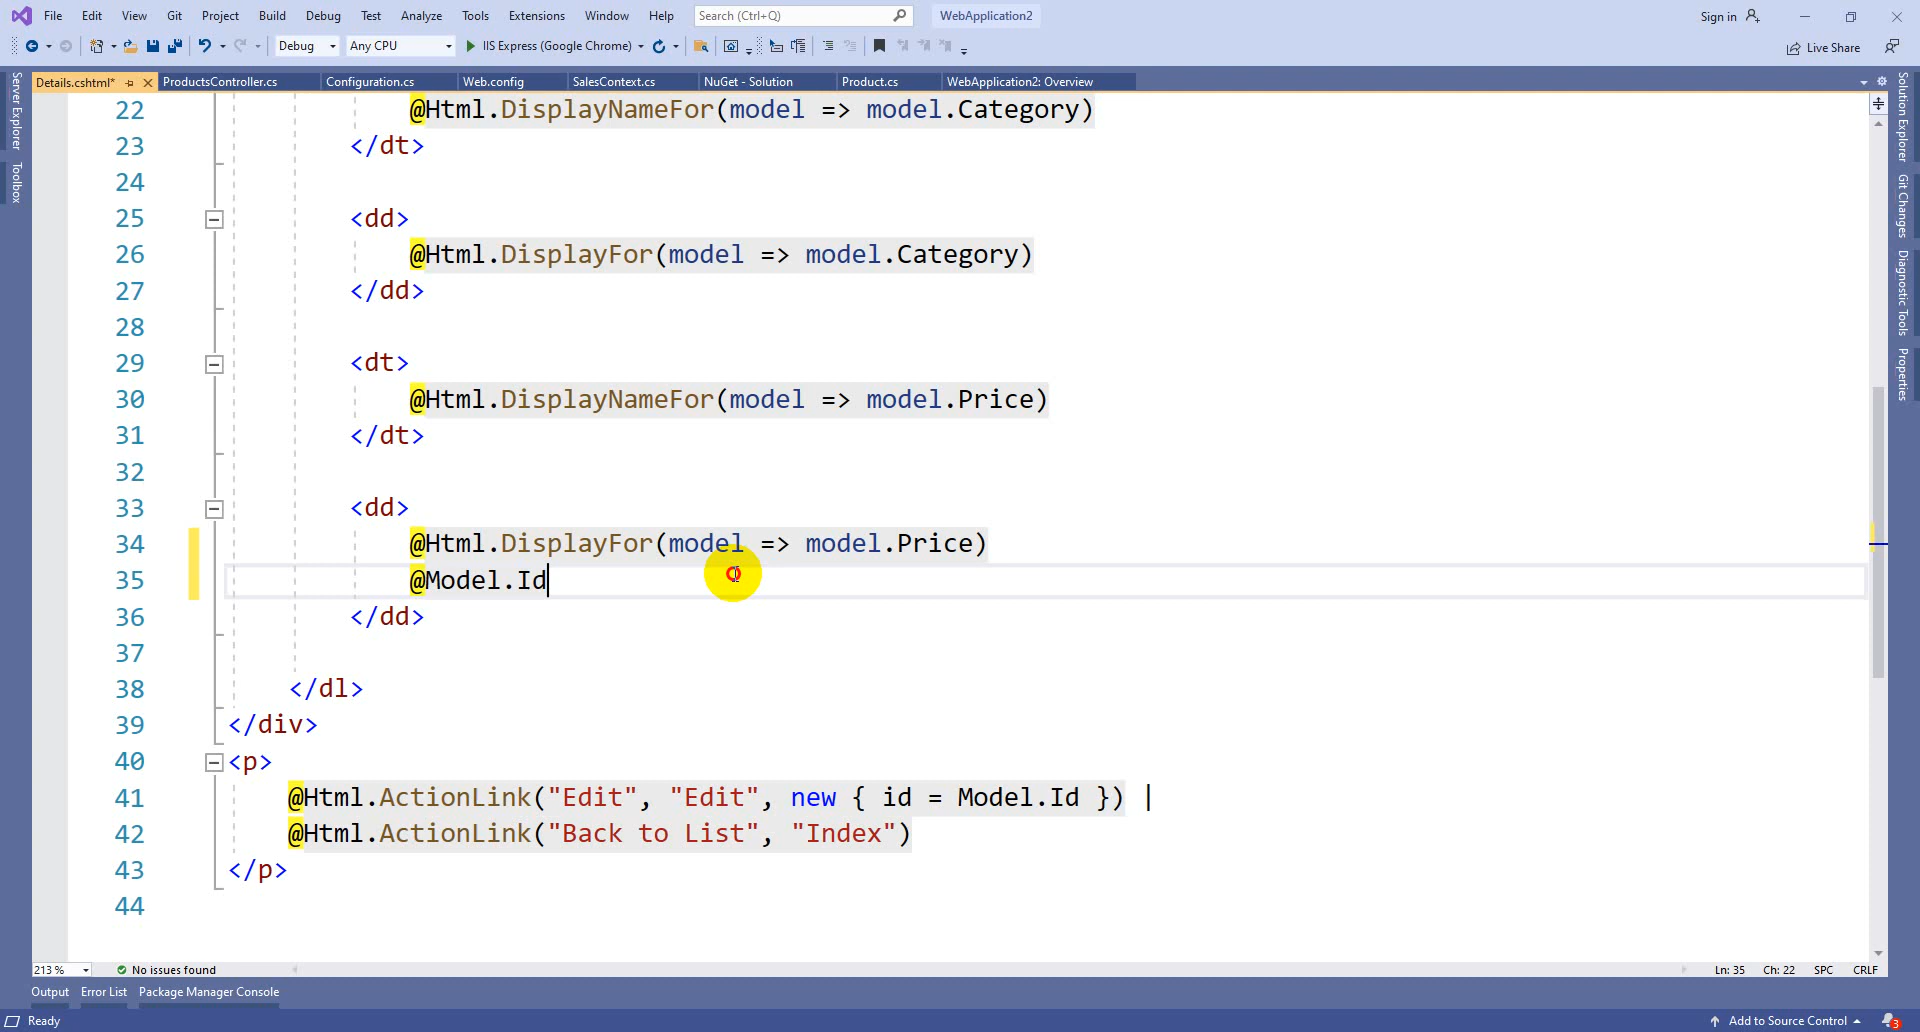 File Edit View Git Project Build Debug Test Analyze Tools Extensions Window Help Search (Ctrl+Q) WebApplication2 Sign in
Debug Any CPU IIS Express (Google Chrome) Live Share
Details.cshtml* ProductsController.cs Configuration.cs Web.config SalesContext.cs NuGet - Solution Product.cs WebApplication2: Overview
Server Explorer
Toolbox
Solution Explorer
Git Changes
Diagnostic Tools
Properties
22 @Html.DisplayNameFor(model => model.Category)
23 </dt>
24
25 <dd>
26 @Html.DisplayFor(model => model.Category)
27 </dd>
28
29 <dt>
30 @Html.DisplayNameFor(model => model.Price)
31 </dt>
32
33 <dd>
34 @Html.DisplayFor(model => model.Price)
35 @Model.Id
36 </dd>
37
38 </dl>
39 </div>
40 <p>
41 @Html.ActionLink("Edit", "Edit", new { id = Model.Id }) |
42 @Html.ActionLink("Back to List", "Index")
43 </p>
44
213 % No issues found Ln: 35 Ch: 22 SPC CRLF
Output Error List Package Manager Console
Ready Add to Source Control 3